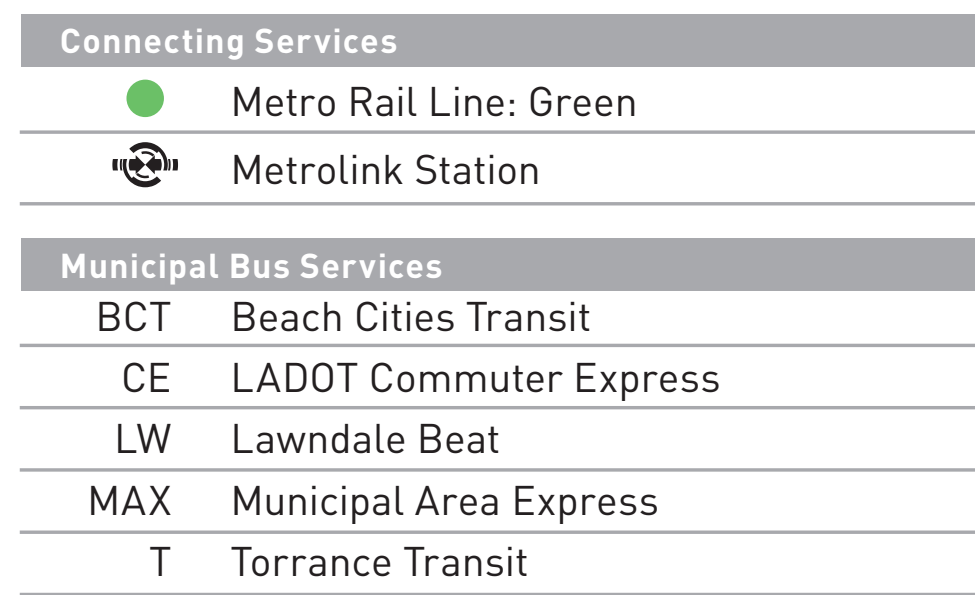 Connecting Services
Metro Rail Line: Green
Metrolink Station
Municipal Bus Services
BCT Beach Cities Transit
CE LADOT Commuter Express
LW Lawndale Beat
MAX Municipal Area Express
T Torrance Transit